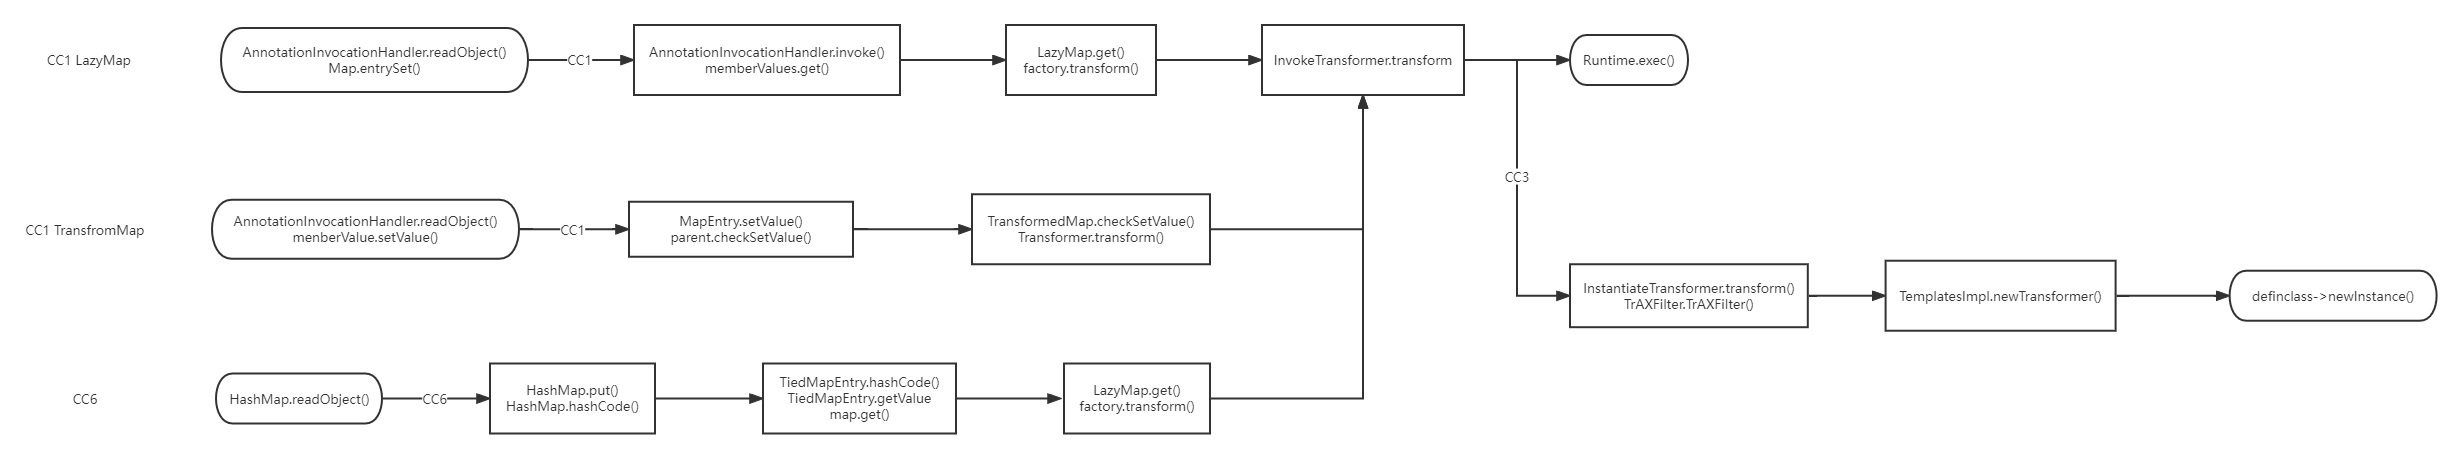 CC1 LazyMap
AnnotationInvocationHandler.readObject()
Map.entrySet()
CC1
AnnotationInvocationHandler.invoke()
memberValues.get()
LazyMap.get()
factory.transform()
InvokeTransformer.transform
Runtime.exec()
CC3
CC1 TransfromMap
AnnotationInvocationHandler.readObject()
menberValue.setValue()
CC1
MapEntry.setValue()
parent.checkSetValue()
TransformedMap.checkSetValue()
Transformer.transform()
InstantiateTransformer.transform()
TrAXFilter.TrAXFilter()
TemplatesImpl.newTransformer()
definclass->newInstance()
CC6
HashMap.readObject()
CC6
HashMap.put()
HashMap.hashCode()
TiedMapEntry.hashCode()
TiedMapEntry.getValue
map.get()
LazyMap.get()
factory.transform()